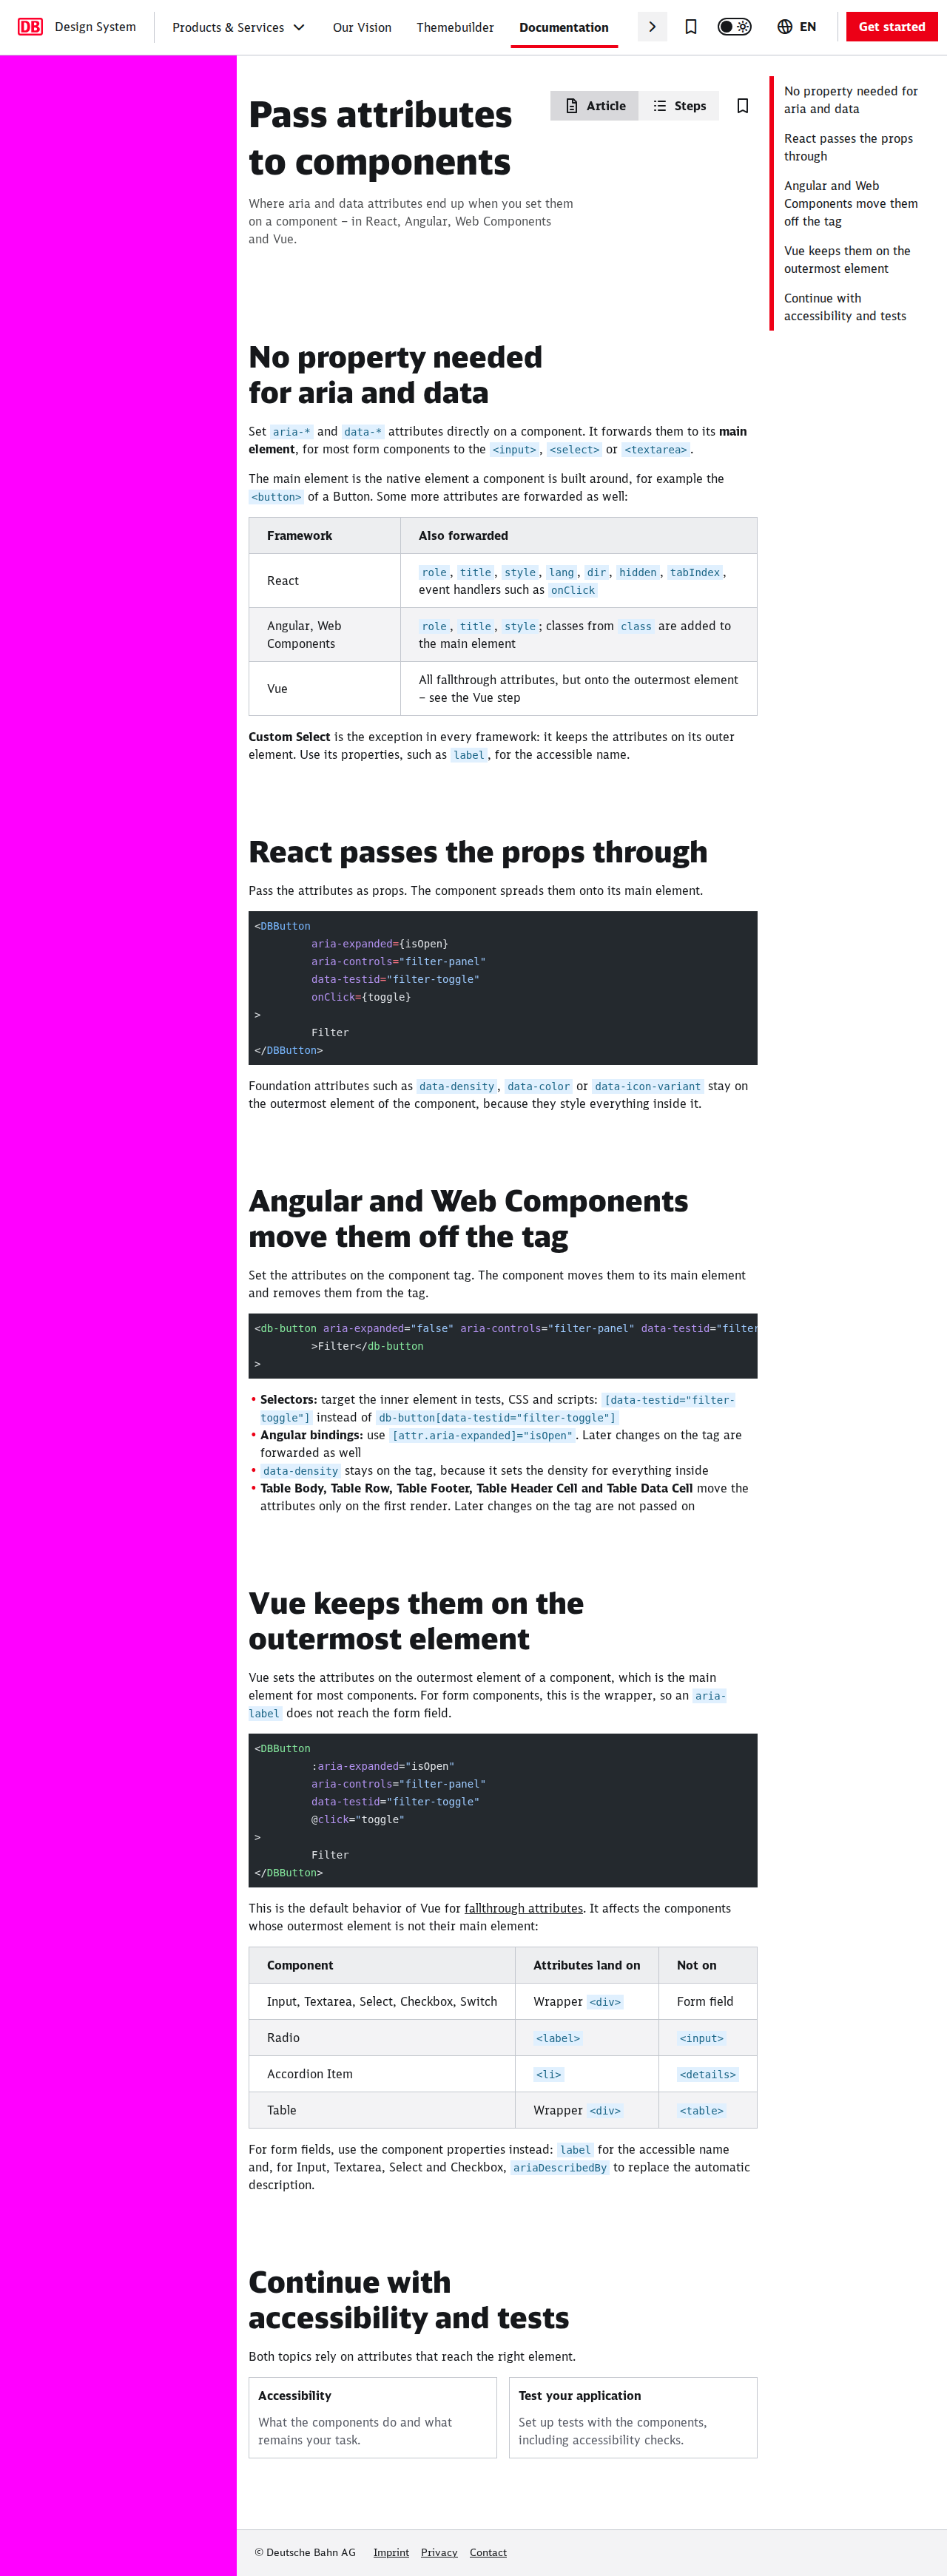 DB Design System Products & Services Our Vision Themebuilder Documentation EN Get started
Pass attributes
to components
Article Steps
Where aria and data attributes end up when you set them
on a component – in React, Angular, Web Components
and Vue.
No property needed for
aria and data
React passes the props
through
Angular and Web
Components move them
off the tag
Vue keeps them on the
outermost element
Continue with
accessibility and tests
No property needed
for aria and data
Set aria-* and data-* attributes directly on a component. It forwards them to its main
element, for most form components to the <input>, <select> or <textarea>.
The main element is the native element a component is built around, for example the
<button> of a Button. Some more attributes are forwarded as well:
Framework Also forwarded
React role, title, style, lang, dir, hidden, tabIndex,
event handlers such as onClick
Angular, Web
Components
role, title, style; classes from class are added to
the main element
Vue
All fallthrough attributes, but onto the outermost element
– see the Vue step
Custom Select is the exception in every framework: it keeps the attributes on its outer
element. Use its properties, such as label, for the accessible name.
React passes the props through
Pass the attributes as props. The component spreads them onto its main element.
<DBButton
aria-expanded={isOpen}
aria-controls="filter-panel"
data-testid="filter-toggle"
onClick={toggle}
>
Filter
</DBButton>
Foundation attributes such as data-density, data-color or data-icon-variant stay on
the outermost element of the component, because they style everything inside it.
Angular and Web Components
move them off the tag
Set the attributes on the component tag. The component moves them to its main element
and removes them from the tag.
<db-button aria-expanded="false" aria-controls="filter-panel" data-testid="filter
>Filter</db-button
>
• Selectors: target the inner element in tests, CSS and scripts: [data-testid="filter-
toggle"] instead of db-button[data-testid="filter-toggle"]
• Angular bindings: use [attr.aria-expanded]="isOpen". Later changes on the tag are
forwarded as well
• data-density stays on the tag, because it sets the density for everything inside
• Table Body, Table Row, Table Footer, Table Header Cell and Table Data Cell move the
attributes only on the first render. Later changes on the tag are not passed on
Vue keeps them on the
outermost element
Vue sets the attributes on the outermost element of a component, which is the main
element for most components. For form components, this is the wrapper, so an aria-
label does not reach the form field.
<DBButton
:aria-expanded="isOpen"
aria-controls="filter-panel"
data-testid="filter-toggle"
@click="toggle"
>
Filter
</DBButton>
This is the default behavior of Vue for fallthrough attributes. It affects the components
whose outermost element is not their main element:
Component Attributes land on Not on
Input, Textarea, Select, Checkbox, Switch Wrapper <div> Form field
Radio <label> <input>
Accordion Item <li> <details>
Table Wrapper <div> <table>
For form fields, use the component properties instead: label for the accessible name
and, for Input, Textarea, Select and Checkbox, ariaDescribedBy to replace the automatic
description.
Continue with
accessibility and tests
Both topics rely on attributes that reach the right element.
Accessibility
What the components do and what
remains your task.
Test your application
Set up tests with the components,
including accessibility checks.
© Deutsche Bahn AG Imprint Privacy Contact